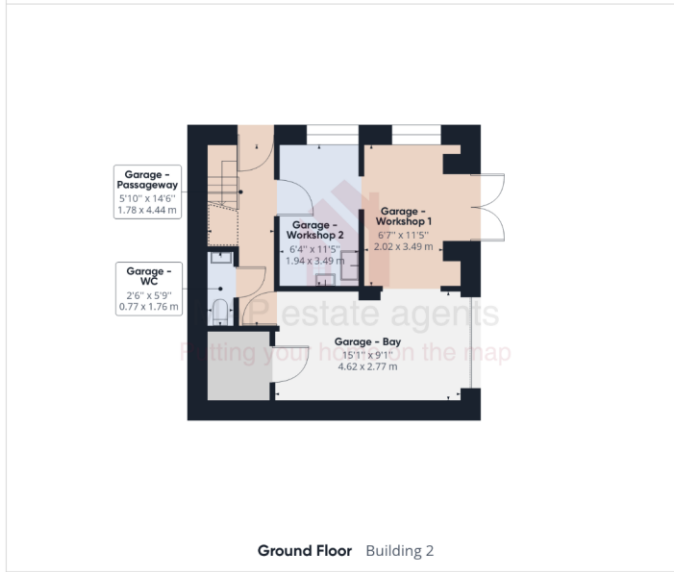 Garage -
Passageway
5'10" x 14'6"
1.78 x 4.44 m
Garage -
Workshop 2
6'4" x 11'5"
1.94 x 3.49 m
Garage -
Workshop 1
6'7" x 11'5"
2.02 x 3.49 m
Garage -
WC
2'6" x 5'9"
0.77 x 1.76 m
P estate agents
Putting your home on the map
Garage - Bay
15'1" x 9'1"
4.62 x 2.77 m
Ground Floor Building 2